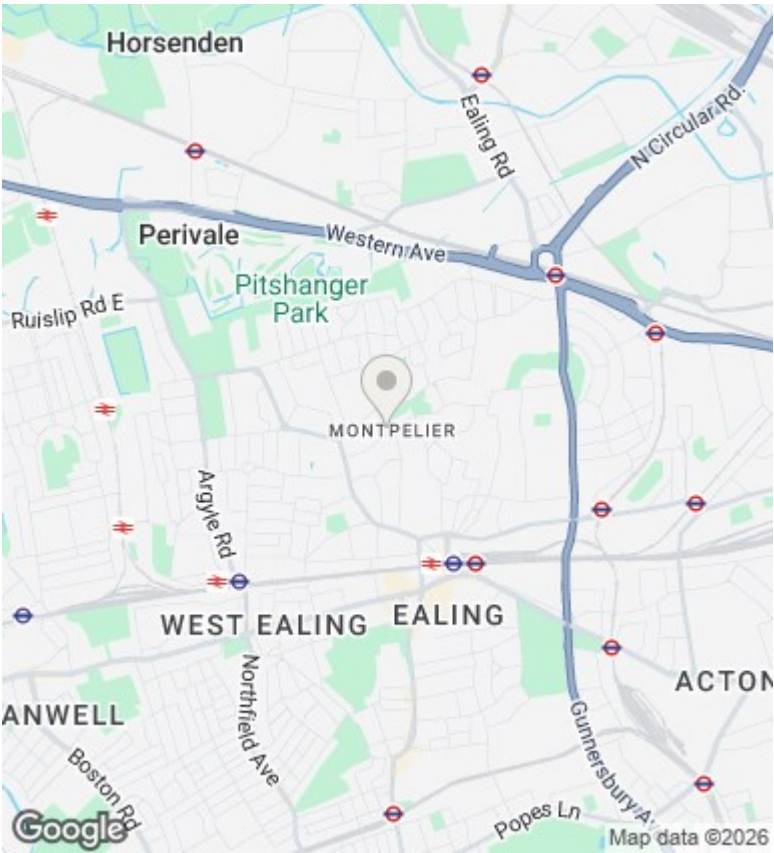 Horsenden
Ealing Rd
N Circular Rd.
Perivale
Western Ave
Pitshanger
Park
Ruislip Rd E
MONTPELIER
Argyle Rd
WEST EALING
EALING
ACTON
ANWELL
Northfield Ave
Boston Rd
Gunnersbury A
Popes Ln
Google
Map data ©2026